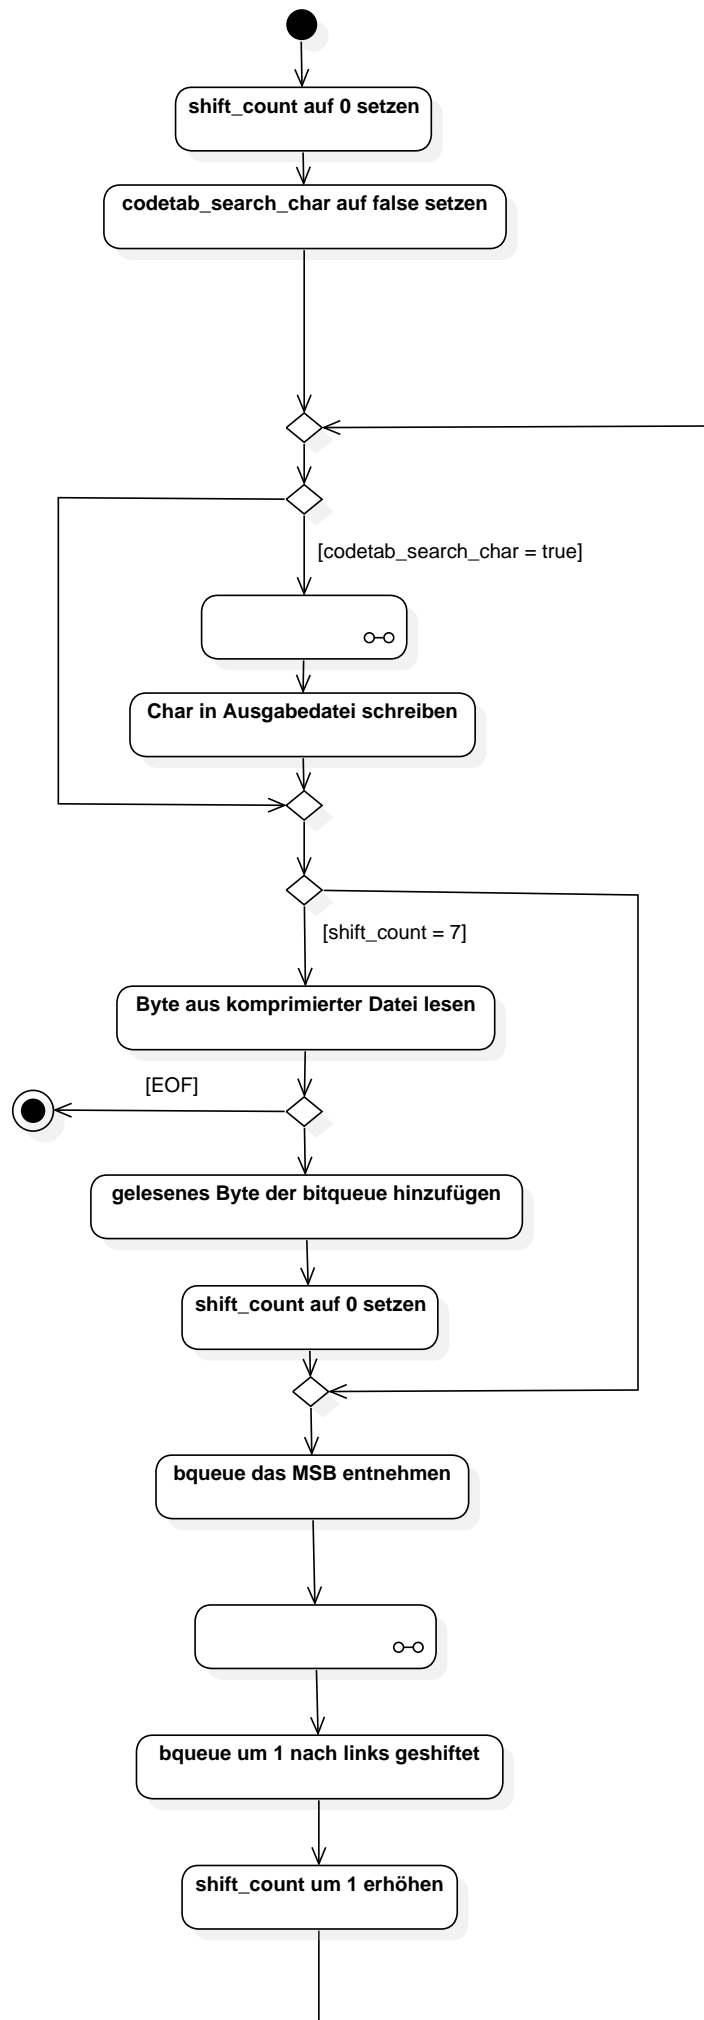 shift_count auf 0 setzen
codetab_search_char auf false setzen
[codetab_search_char = true]
Char in Ausgabedatei schreiben
[shift_count = 7]
Byte aus komprimierter Datei lesen
[EOF]
gelesenes Byte der bitqueue hinzufügen
shift_count auf 0 setzen
bqueue das MSB entnehmen
bqueue um 1 nach links geshiftet
shift_count um 1 erhöhen